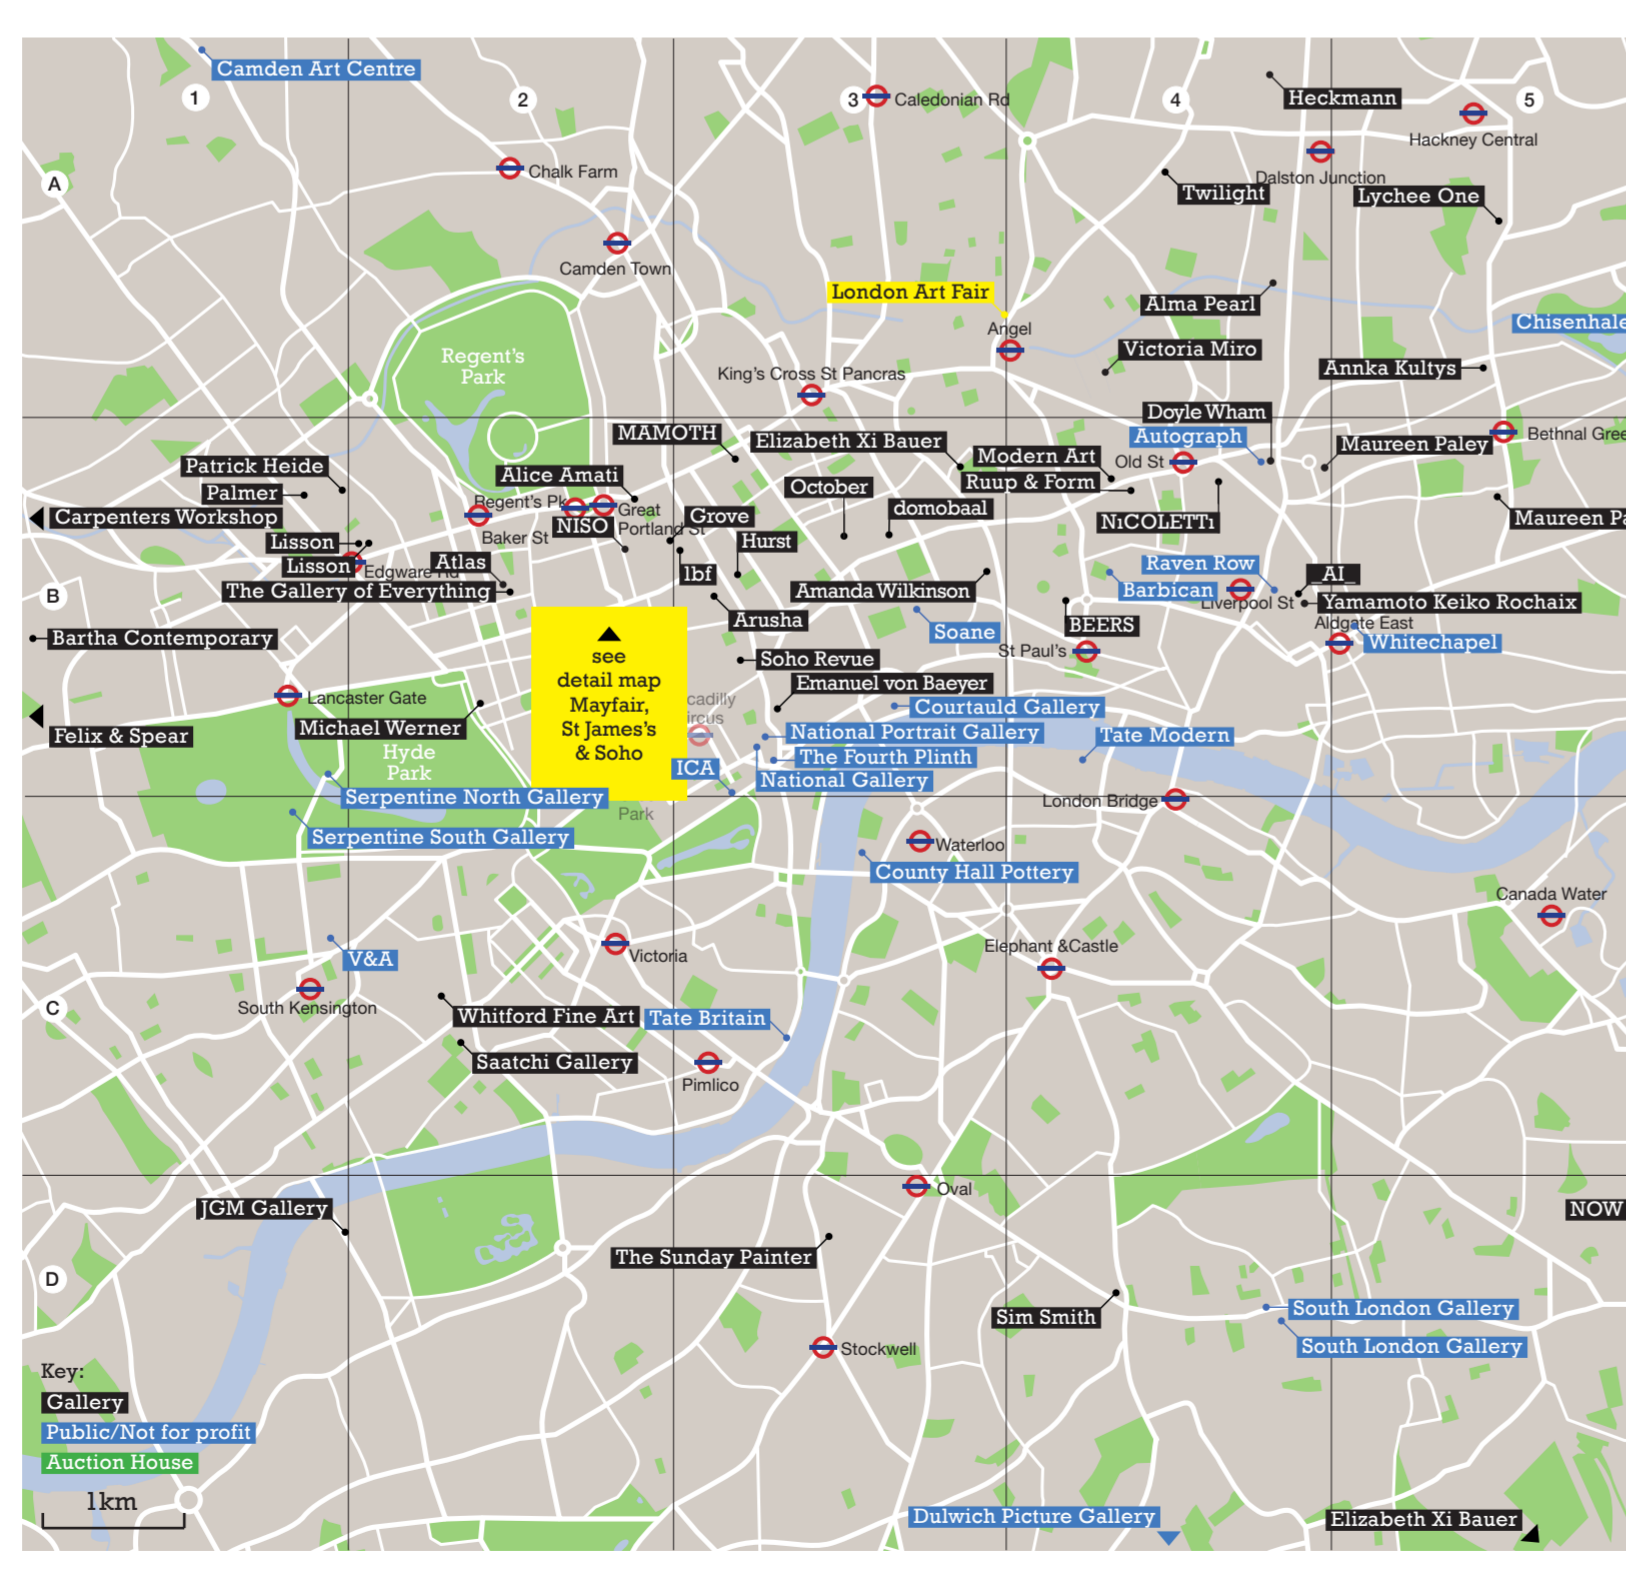 Camden Art Centre
1
2
3
Caledonian Rd
4
Heckmann
5
Hackney Central
Chalk Farm
Dalston Junction
A
Twilight
Lychee One
Camden Town
London Art Fair
Alma Pearl
Angel
Chisenhale
Regent's
Park
Victoria Miro
King's Cross St Pancras
Annka Kultys
Doyle Wham
MAMOTH
Elizabeth Xi Bauer
Autograph
Maureen Paley
Bethnal Gree
Patrick Heide
Alice Amati
Modern Art
Old St
Palmer
Regent's Pk
October
Ruup & Form
Carpenters Workshop
Great
Portland St
Grove
domobaal
NiCOLETTi
Maureen Pa
NISO
Baker St
Lisson
Hurst
Lisson
Edgware Rd
Atlas
lbf
Raven Row
_AI_
The Gallery of Everything
Amanda Wilkinson
Barbican
Liverpool St
Yamamoto Keiko Rochaix
B
Arusha
BEERS
Aldgate East
Bartha Contemporary
Soane
St Paul's
Whitechapel
see
detail map
Mayfair,
St James's
& Soho
Soho Revue
Emanuel von Baeyer
Lancaster Gate
cadilly
ircus
Courtauld Gallery
Felix & Spear
Michael Werner
National Portrait Gallery
Tate Modern
Hyde
Park
The Fourth Plinth
ICA
National Gallery
Serpentine North Gallery
London Bridge
Park
Serpentine South Gallery
Waterloo
County Hall Pottery
Canada Water
V&A
Victoria
Elephant &Castle
South Kensington
C
Whitford Fine Art
Tate Britain
Saatchi Gallery
Pimlico
Oval
JGM Gallery
NOW
The Sunday Painter
D
Sim Smith
South London Gallery
South London Gallery
Stockwell
Key:
Gallery
Public/Not for profit
Auction House
1km
Dulwich Picture Gallery
Elizabeth Xi Bauer